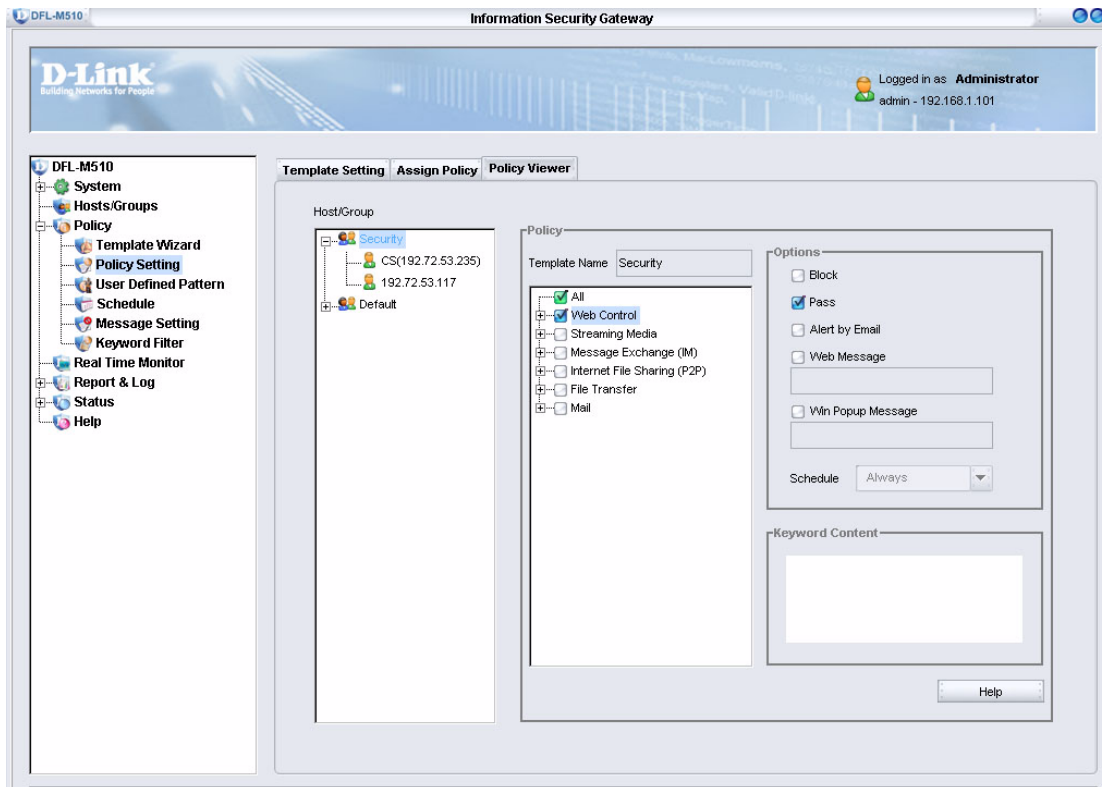 DFL-M510
Information Security Gateway
D-Link
Building Networks for People
Logged in as Administrator
admin - 192.168.1.101
DFL-M510
System
Hosts/Groups
Policy
Template Wizard
Policy Setting
User Defined Pattern
Schedule
Message Setting
Keyword Filter
Real Time Monitor
Report & Log
Status
Help
Template Setting
Assign Policy
Policy Viewer
Host/Group
Security
CS(192.72.53.235)
192.72.53.117
Default
Policy
Template Name Security
All
Web Control
Streaming Media
Message Exchange (IM)
Internet File Sharing (P2P)
File Transfer
Mail
Options
Block
Pass
Alert by Email
Web Message
Win Popup Message
Schedule Always
Keyword Content
Help